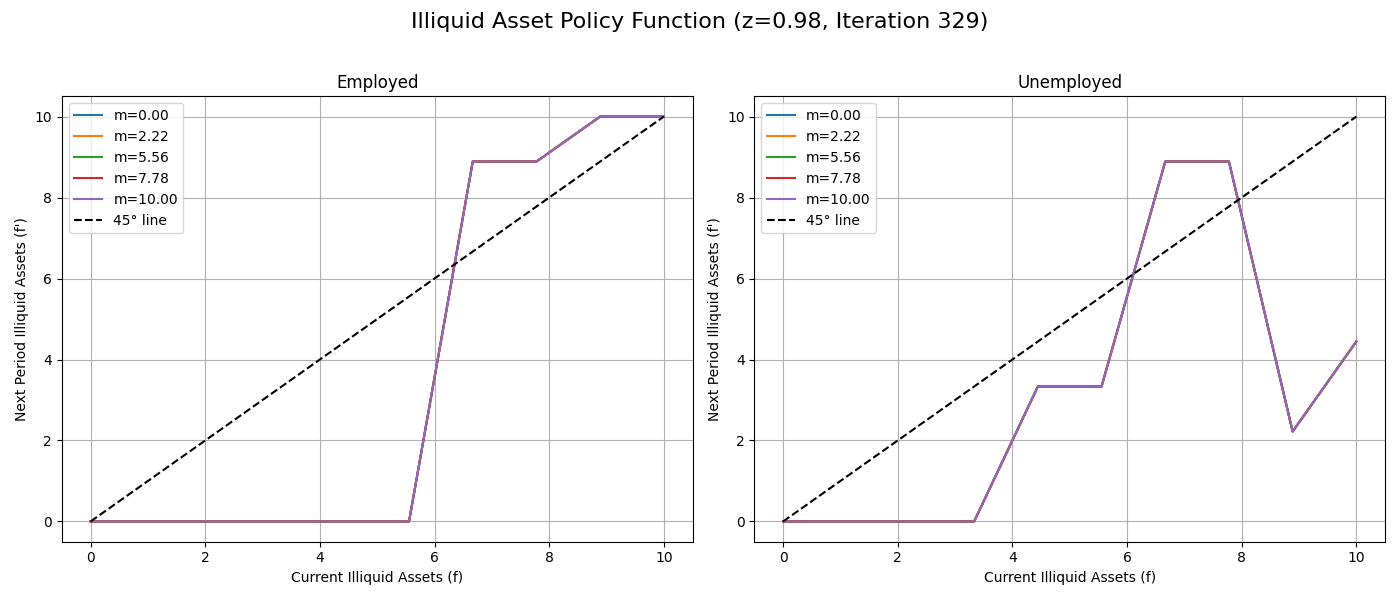 Illiquid Asset Policy Function (z=0.98, Iteration 329)
Employed
10
8
6
4
2
0
Next Period Illiquid Assets (f')
m=0.00
m=2.22
m=5.56
m=7.78
m=10.00
45° line
0 2 4 6 8 10
Current Illiquid Assets (f)
Unemployed
10
8
6
4
2
0
Next Period Illiquid Assets (f')
m=0.00
m=2.22
m=5.56
m=7.78
m=10.00
45° line
0 2 4 6 8 10
Current Illiquid Assets (f)